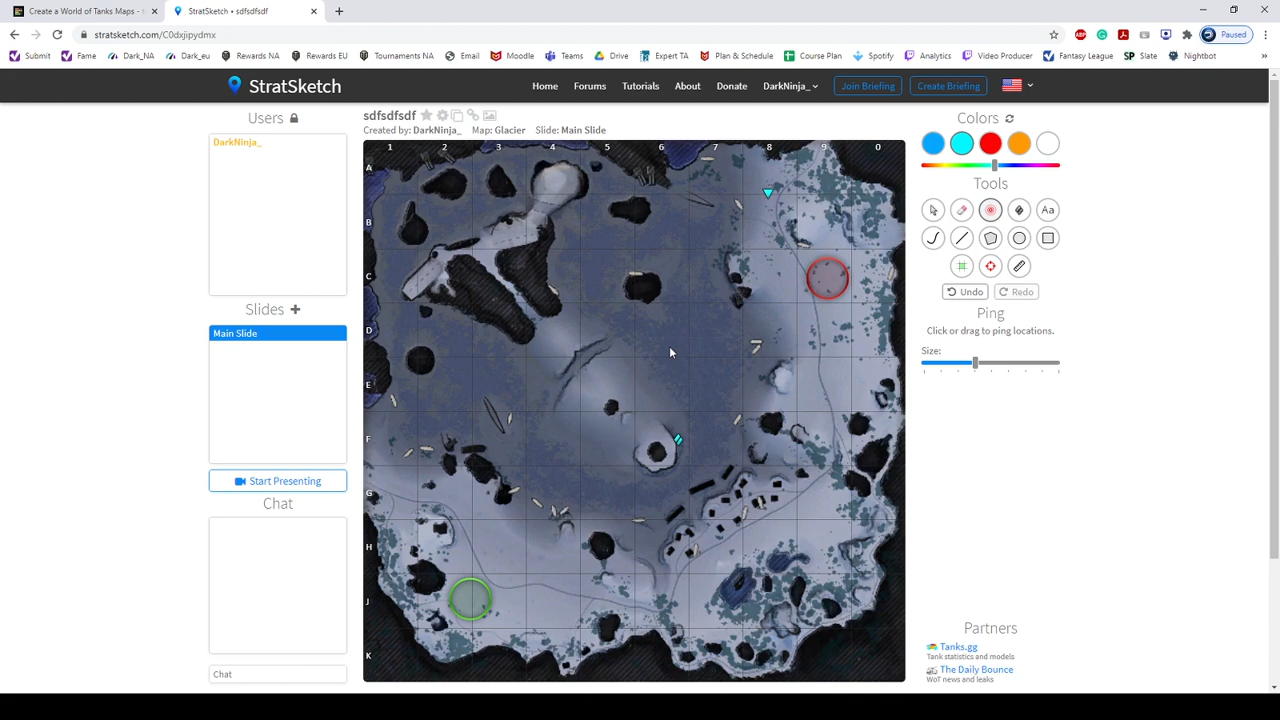 Create a World of Tanks Maps -
StratSketch • sdfsdfsdf
stratsketch.com/C0dxjipydmx
Paused
Submit
Fame
Dark_NA
Dark_eu
Rewards NA
Rewards EU
Tournaments NA
Email
Moodle
Teams
Drive
Expert TA
Plan & Schedule
Course Plan
Spotify
Analytics
Video Producer
Fantasy League
Slate
Nightbot
StratSketch
Home
Forums
Tutorials
About
Donate
DarkNinja_
Join Briefing
Create Briefing
Users
DarkNinja_
Slides
Main Slide
Start Presenting
Chat
Chat
sdfsdfsdf
Created by: DarkNinja_ Map: Glacier Slide: Main Slide
1 2 3 4 5 6 7 8 9 0
A
B
C
D
E
F
G
H
J
K
Colors
Tools
Aa
Undo
Redo
Ping
Click or drag to ping locations.
Size:
Partners
Tanks.gg
Tank statistics and models
The Daily Bounce
WoT news and leaks